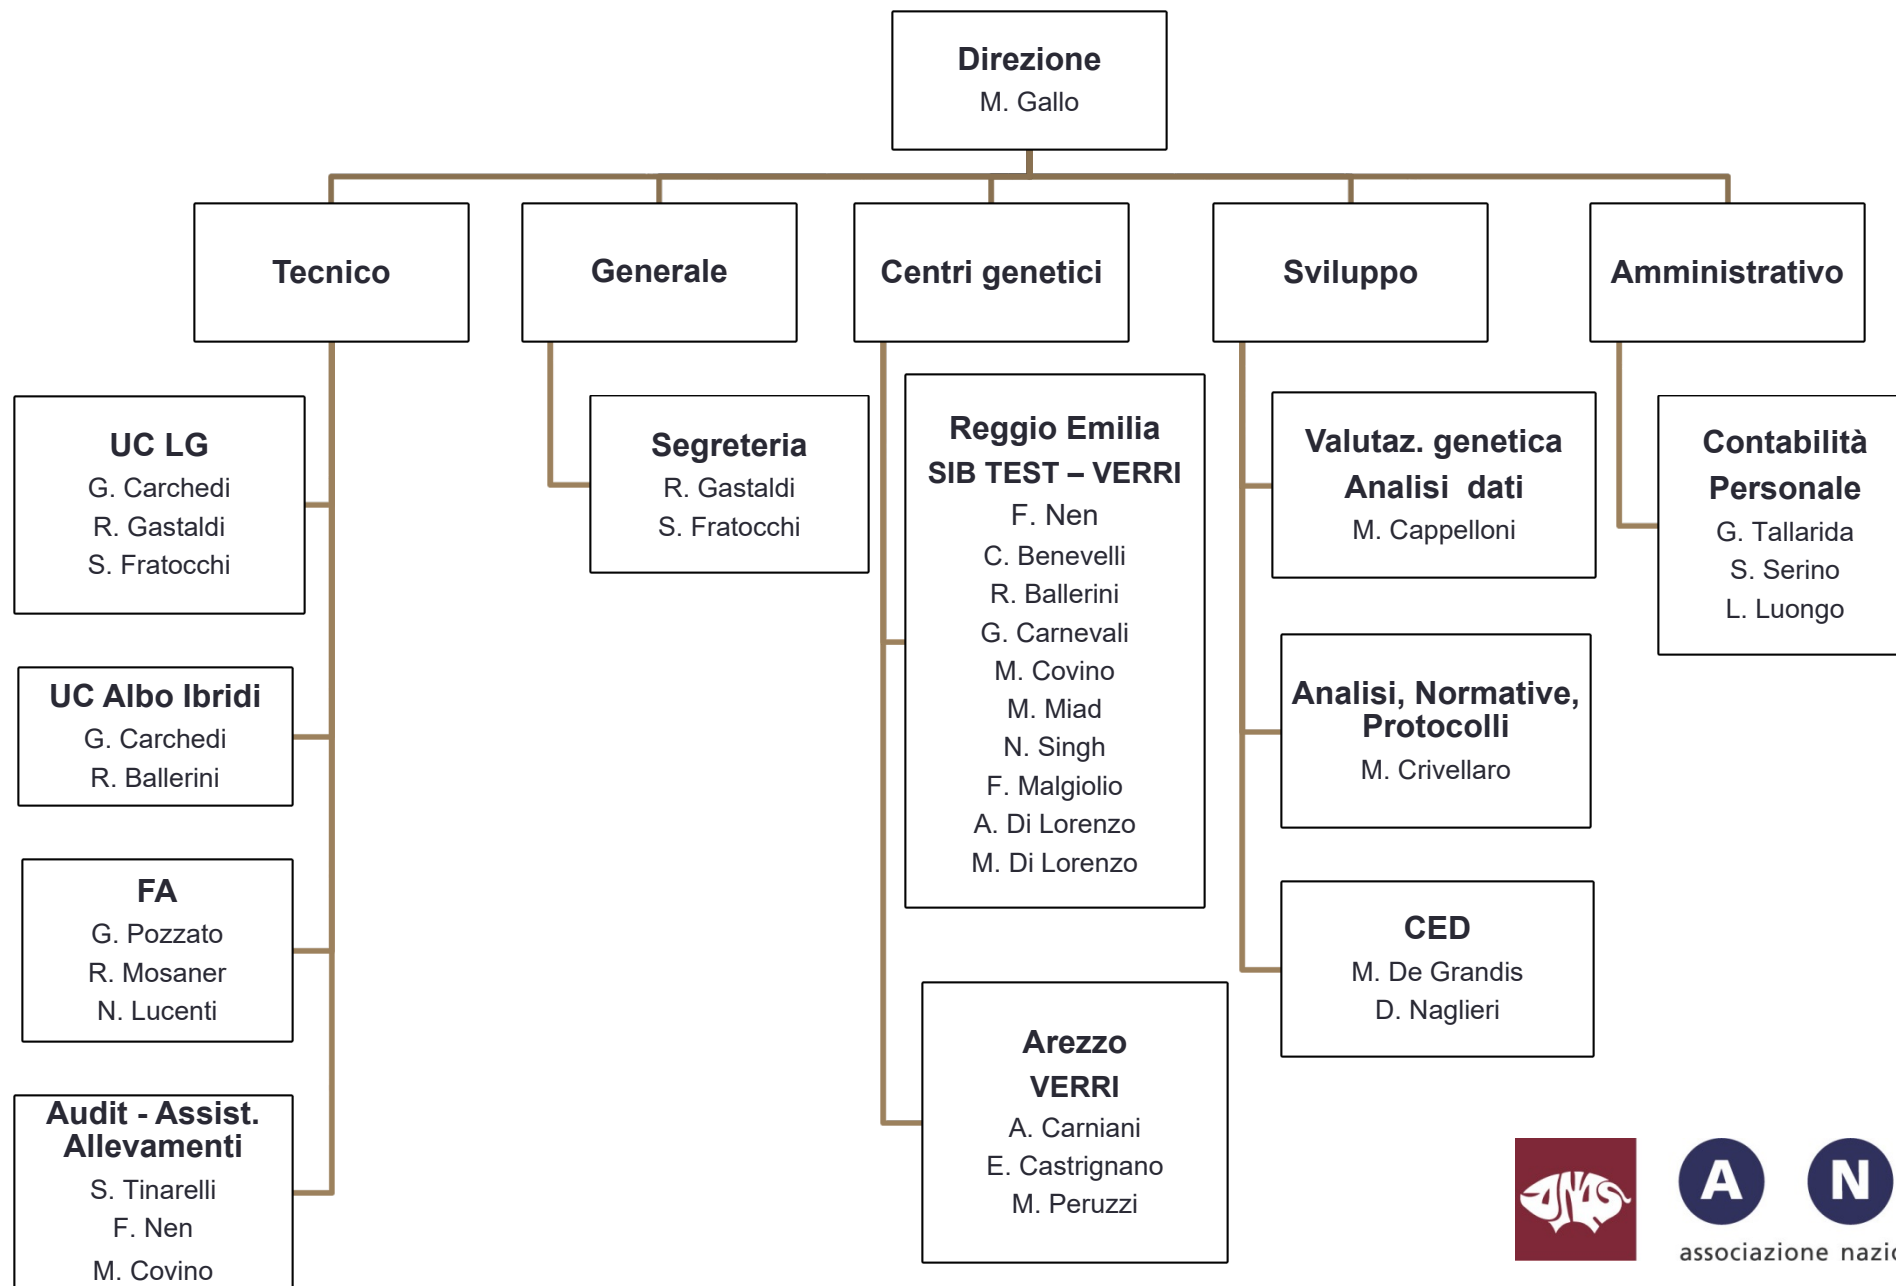 Direzione
M. Gallo
Tecnico
Generale
Centri genetici
Sviluppo
Amministrativo
UC LG
G. Carchedi
R. Gastaldi
S. Fratocchi
UC Albo Ibridi
G. Carchedi
R. Ballerini
FA
G. Pozzato
R. Mosaner
N. Lucenti
Audit - Assist.
Allevamenti
S. Tinarelli
F. Nen
M. Covino
Segreteria
R. Gastaldi
S. Fratocchi
Reggio Emilia
SIB TEST – VERRI
F. Nen
C. Benevelli
R. Ballerini
G. Carnevali
M. Covino
M. Miad
N. Singh
F. Malgiolio
A. Di Lorenzo
M. Di Lorenzo
Arezzo
VERRI
A. Carniani
E. Castrignano
M. Peruzzi
Valutaz. genetica
Analisi dati
M. Cappelloni
Analisi, Normative,
Protocolli
M. Crivellaro
CED
M. De Grandis
D. Naglieri
Contabilità
Personale
G. Tallarida
S. Serino
L. Luongo
ANAS
A N
associazione nazio